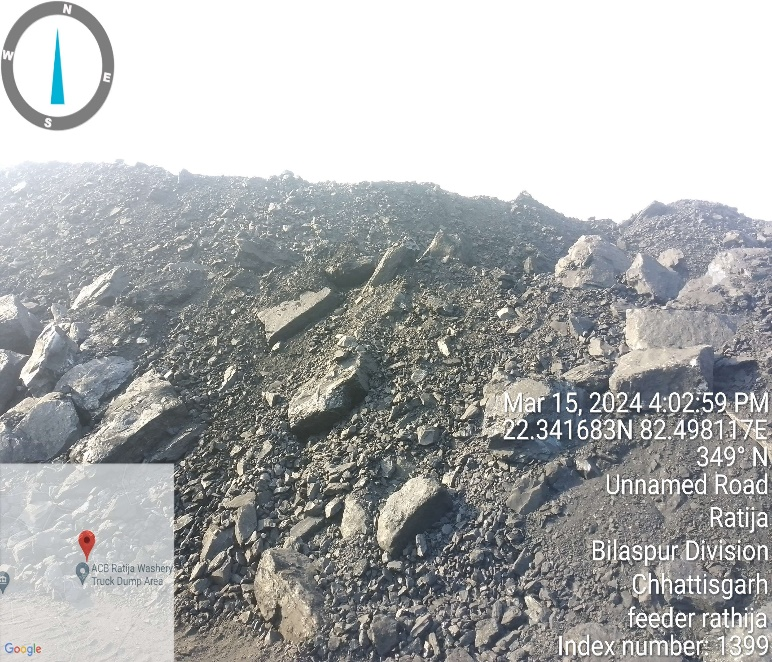 N
W
E
S
Mar 15, 2024 4:02:59 PM
22.341683N 82.498117E
349° N
Unnamed Road
Ratija
Bilaspur Division
Chhattisgarh
feeder rathija
Index number: 1399
ACB Ratija Washery
Truck Dump Area
Google